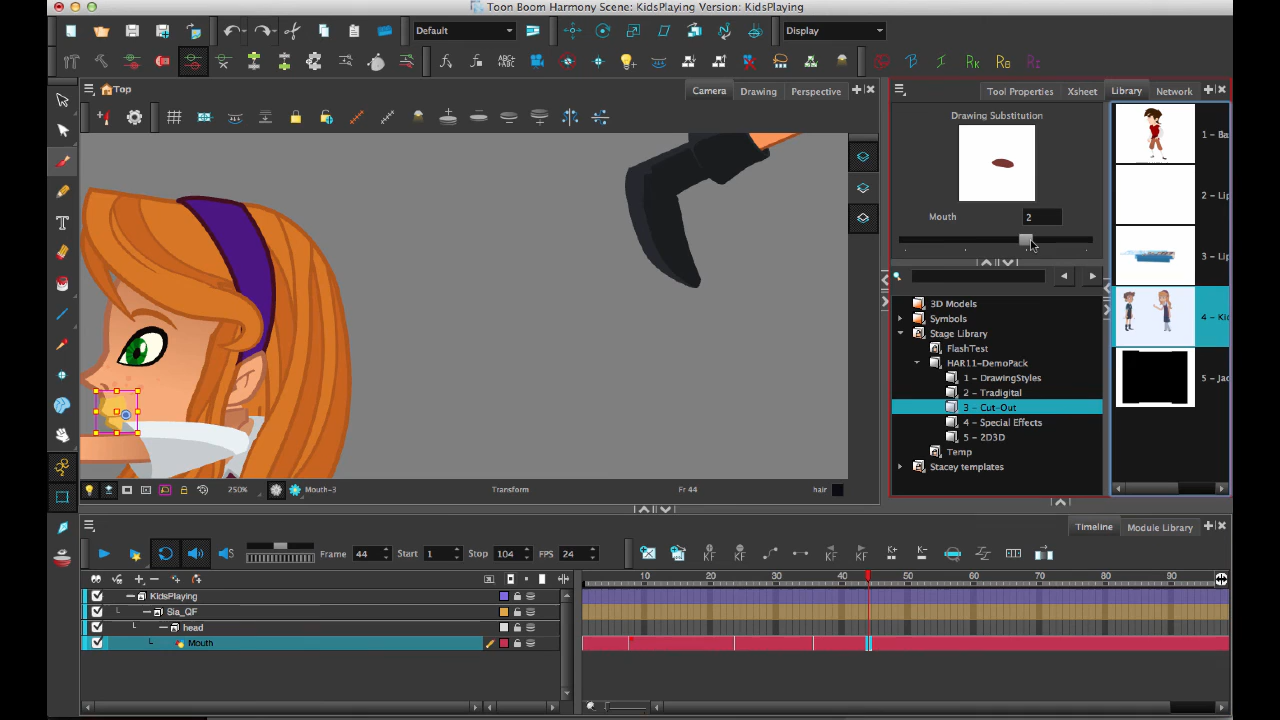 Toon Boom Harmony Scene: KidsPlaying Version: KidsPlaying
Default
Display
Top
Camera
Drawing
Perspective
Tool Properties
Xsheet
Library
Network
Drawing Substitution
Mouth
2
3D Models
Symbols
Stage Library
FlashTest
HAR11-DemoPack
1 - DrawingStyles
2 - Tradigital
3 - Cut-Out
4 - Special Effects
5 - 2D3D
Temp
Stacey templates
1 - Ba
2 - Lip
3 - Lip
4 - Kid
5 - Jac
250%
Mouth-3
Transform
Fr 44
hair
Timeline
Module Library
Frame 44
Start 1
Stop 104
FPS 24
10 20 30 40 50 60 70 80 90
KidsPlaying
Sia_QF
head
Mouth